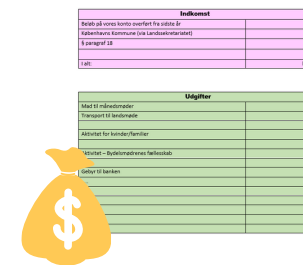 Indkomst
Beløb på vores konto overført fra sidste år
Københavns Kommune (via Landssekretariatet)
§ paragraf 18
I alt:
Udgifter
Mad til månedsmøder
Transport til landsmøde
Aktivitet for kvinder/familier
Aktivitet – Bydelsmødrenes fællesskab
Gebyr til banken
$